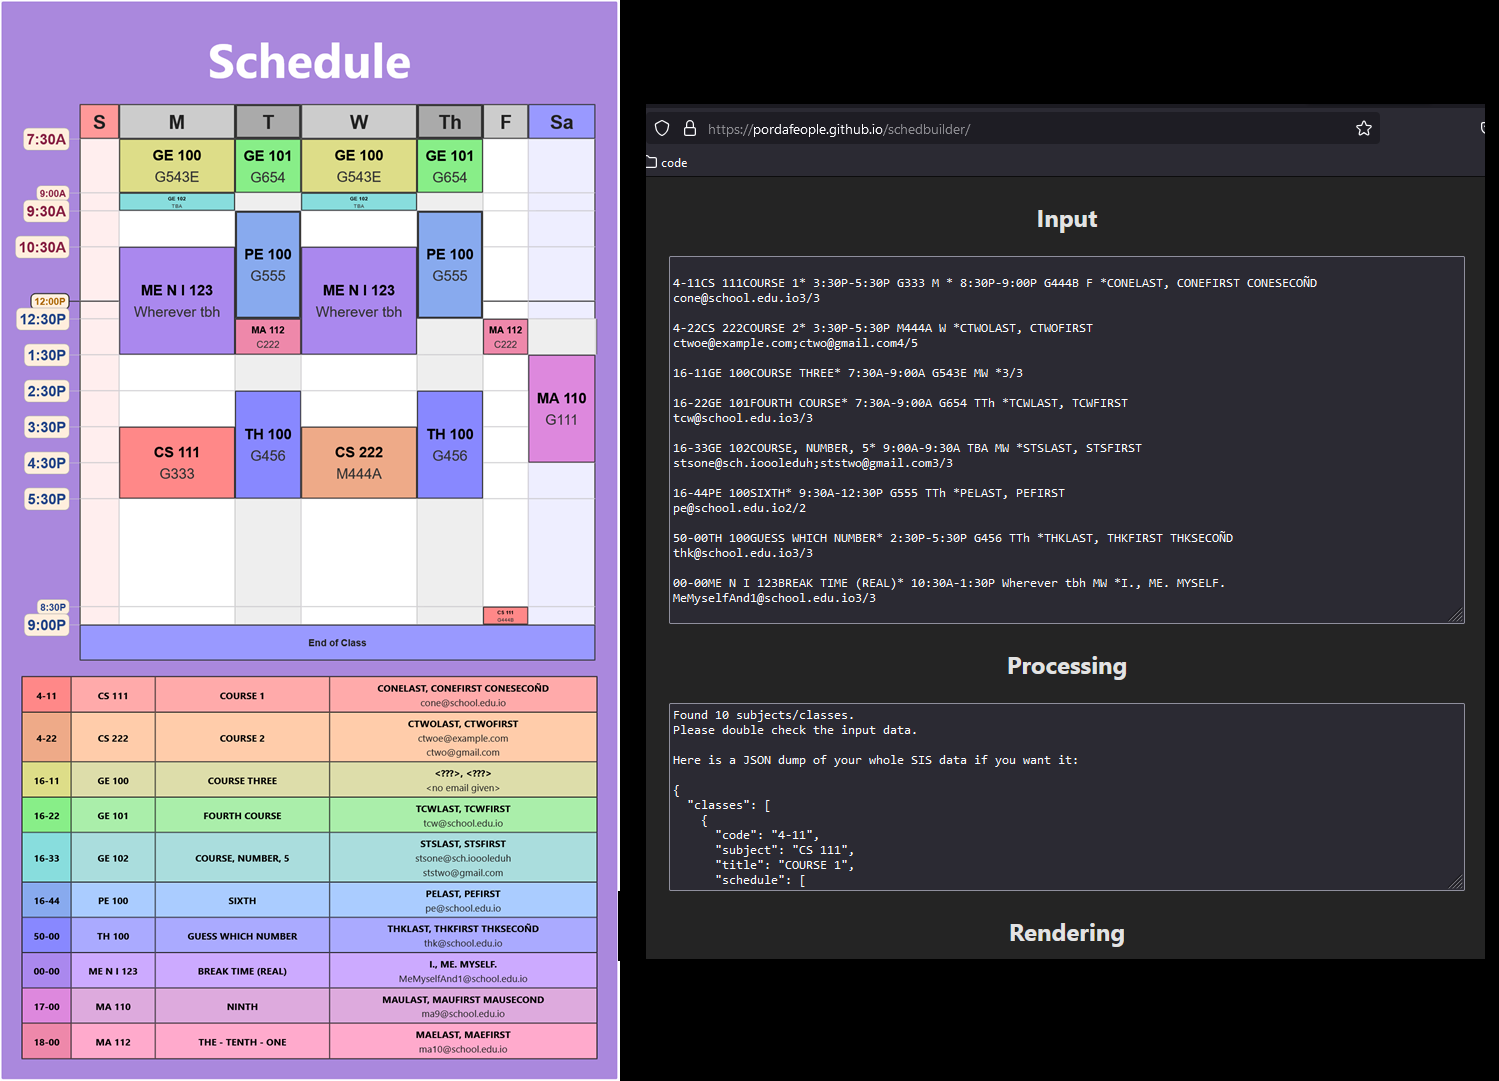 Schedule
S M T W Th F Sa
7:30A
GE 100 GE 101 GE 100 GE 101
G543E G654 G543E G654
9:00A
GE 102 GE 102
TBA TBA
9:30A
10:30A
PE 100 PE 100
G555 G555
ME N I 123 ME N I 123
Wherever tbh Wherever tbh
12:00P
12:30P
MA 112 MA 112
C222 C222
1:30P
2:30P
MA 110
G111
3:30P
TH 100 TH 100
G456 G456
CS 111 CS 222
G333 M444A
4:30P
5:30P
8:30P
CS 111
G444B
9:00P
End of Class
4-11 CS 111 COURSE 1 CONELAST, CONEFIRST CONESECOÑD
cone@school.edu.io
4-22 CS 222 COURSE 2 CTWOLAST, CTWOFIRST
ctwoe@example.com
ctwo@gmail.com
16-11 GE 100 COURSE THREE <???>, <???>
<no email given>
16-22 GE 101 FOURTH COURSE TCWLAST, TCWFIRST
tcw@school.edu.io
16-33 GE 102 COURSE, NUMBER, 5 STSLAST, STSFIRST
stsone@sch.ioooleduh
ststwo@gmail.com
16-44 PE 100 SIXTH PELAST, PEFIRST
pe@school.edu.io
50-00 TH 100 GUESS WHICH NUMBER THKLAST, THKFIRST THKSECOÑD
thk@school.edu.io
00-00 ME N I 123 BREAK TIME (REAL) I., ME. MYSELF.
MeMyselfAnd1@school.edu.io
17-00 MA 110 NINTH MAULAST, MAUFIRST MAUSECOND
ma9@school.edu.io
18-00 MA 112 THE - TENTH - ONE MAELAST, MAEFIRST
ma10@school.edu.io
https://pordafeople.github.io/schedbuilder/
code
Input
4-11CS 111COURSE 1* 3:30P-5:30P G333 M * 8:30P-9:00P G444B F *CONELAST, CONEFIRST CONESECOÑD
cone@school.edu.io3/3
4-22CS 222COURSE 2* 3:30P-5:30P M444A W *CTWOLAST, CTWOFIRST
ctwoe@example.com;ctwo@gmail.com4/5
16-11GE 100COURSE THREE* 7:30A-9:00A G543E MW *3/3
16-22GE 101FOURTH COURSE* 7:30A-9:00A G654 TTh *TCWLAST, TCWFIRST
tcw@school.edu.io3/3
16-33GE 102COURSE, NUMBER, 5* 9:00A-9:30A TBA MW *STSLAST, STSFIRST
stsone@sch.ioooleduh;ststwo@gmail.com3/3
16-44PE 100SIXTH* 9:30A-12:30P G555 TTh *PELAST, PEFIRST
pe@school.edu.io2/2
50-00TH 100GUESS WHICH NUMBER* 2:30P-5:30P G456 TTh *THKLAST, THKFIRST THKSECOÑD
thk@school.edu.io3/3
00-00ME N I 123BREAK TIME (REAL)* 10:30A-1:30P Wherever tbh MW *I., ME. MYSELF.
MeMyselfAnd1@school.edu.io3/3
Processing
Found 10 subjects/classes.
Please double check the input data.
Here is a JSON dump of your whole SIS data if you want it:
{
"classes": [
{
"code": "4-11",
"subject": "CS 111",
"title": "COURSE 1",
"schedule": [
Rendering